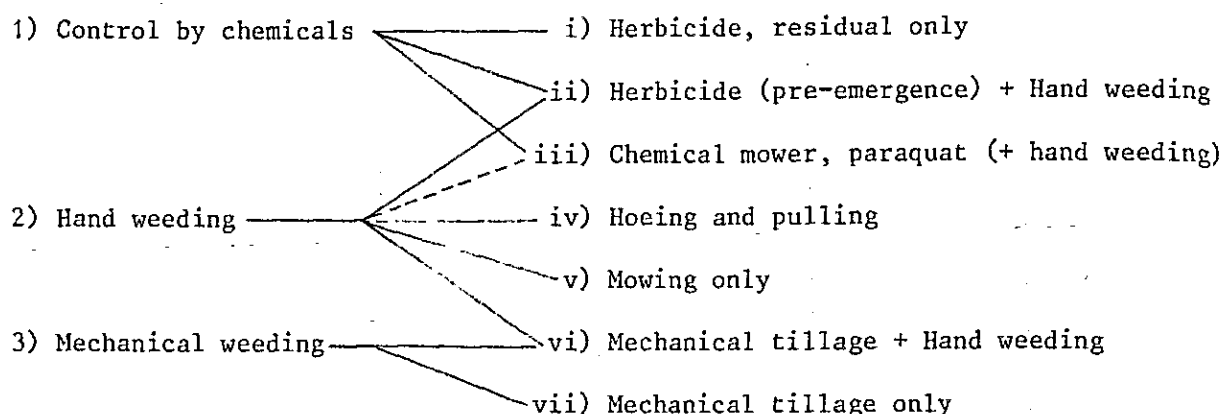 1) Control by chemicals
i) Herbicide, residual only
ii) Herbicide (pre-emergence) + Hand weeding
iii) Chemical mower, paraquat (+ hand weeding)
2) Hand weeding
iv) Hoeing and pulling
v) Mowing only
3) Mechanical weeding
vi) Mechanical tillage + Hand weeding
vii) Mechanical tillage only